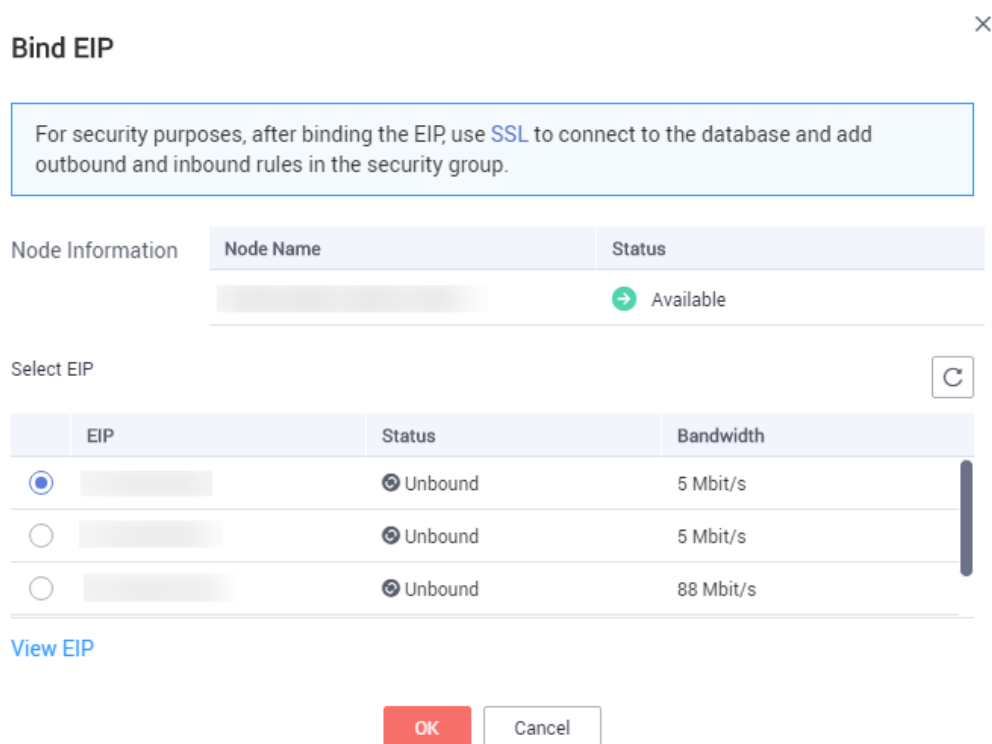 Bind EIP
For security purposes, after binding the EIP, use SSL to connect to the database and add
outbound and inbound rules in the security group.
Node Information Node Name Status
Available
Select EIP
EIP Status Bandwidth
Unbound 5 Mbit/s
Unbound 5 Mbit/s
Unbound 88 Mbit/s
View EIP
OK Cancel